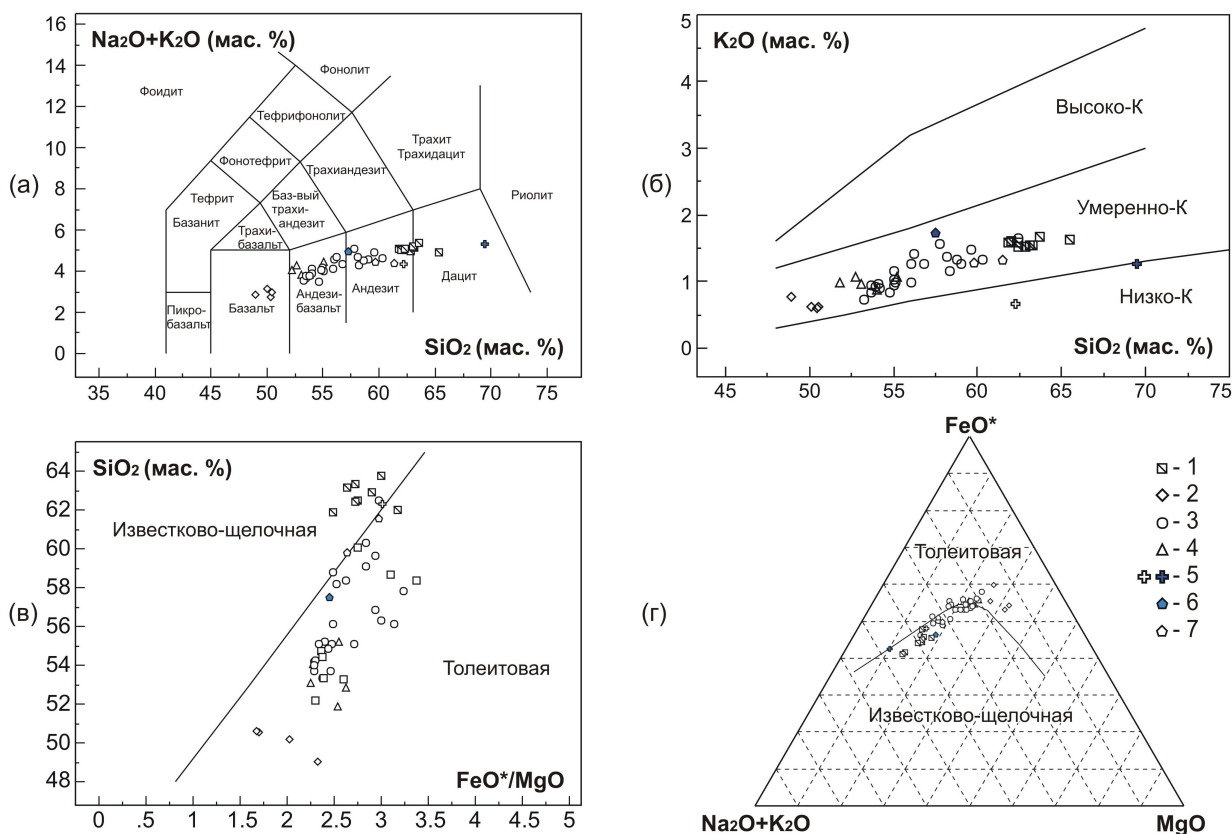 Na₂O+K₂O (мас. %)
16
14
12
10
8
6
4
2
0
(а)
Фоидит
Фонолит
Тефрифонолит
Фонотефрит
Тефрит
Базанит
Трахиандезит
Баз-вый
трахи-
андезит
Трахи-
базальт
Трахит
Трахидацит
Риолит
Пикро-
базальт
Базальт
Андези-
базальт
Андезит
Дацит
SiO₂ (мас. %)
35 40 45 50 55 60 65 70 75
K₂O (мас. %)
5
4
3
2
1
0
(б)
Высоко-К
Умеренно-К
Низко-К
SiO₂ (мас. %)
45 50 55 60 65 70 75
SiO₂ (мас. %)
64
62
60
58
56
54
52
50
48
(в)
Известково-щелочная
Толеитовая
FeO*/MgO
0 .5 1 1.5 2 2.5 3 3.5 4 4.5 5
FeO*
(г)
Толеитовая
Известково-щелочная
Na₂O+K₂O
MgO
- 1
- 2
- 3
- 4
- 5
- 6
- 7